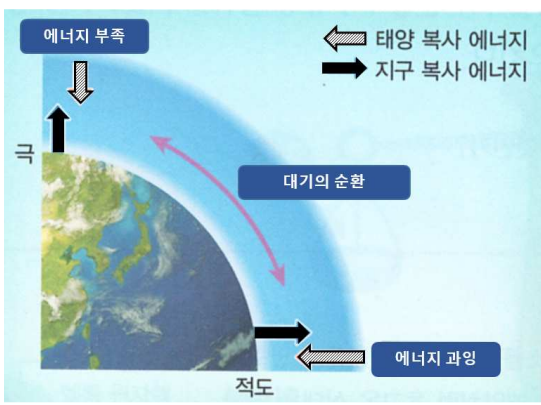 에너지 부족
태양 복사 에너지
지구 복사 에너지
극
대기의 순환
에너지 과잉
적도